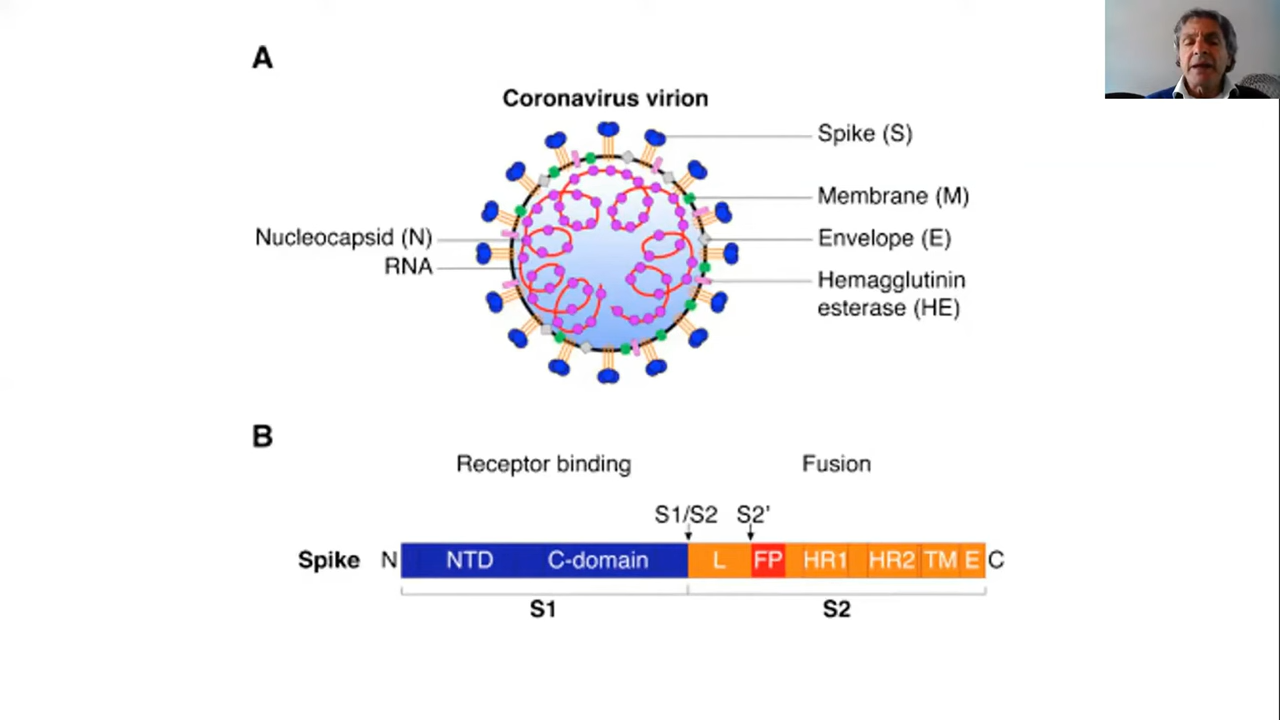 A
Coronavirus virion
Spike (S)
Membrane (M)
Nucleocapsid (N)
Envelope (E)
RNA
Hemagglutinin
esterase (HE)
B
Receptor binding
Fusion
S1/S2
S2’
Spike
N
NTD
C-domain
L
FP
HR1
HR2
TM
E
C
S1
S2